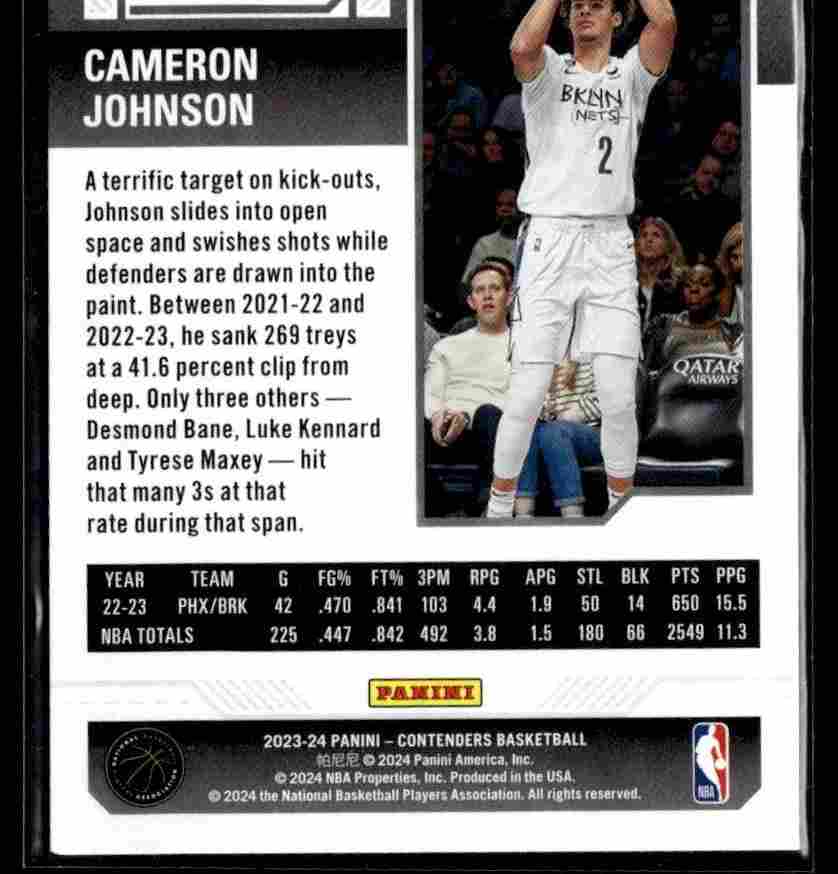 CAMERON
JOHNSON
A terrific target on kick-outs,
Johnson slides into open
space and swishes shots while
defenders are drawn into the
paint. Between 2021-22 and
2022-23, he sank 269 treys
at a 41.6 percent clip from
deep. Only three others —
Desmond Bane, Luke Kennard
and Tyrese Maxey — hit
that many 3s at that
rate during that span.
BKLYN
NETS
2
QATAR
AIRWAYS
YEAR TEAM G FG% FT% 3PM RPG APG STL BLK PTS PPG
22-23 PHX/BRK 42 .470 .841 103 4.4 1.9 50 14 650 15.5
NBA TOTALS 225 .447 .842 492 3.8 1.5 180 66 2549 11.3
PANINI
NATIONAL BASKETBALL
ASSOCIATION
2023-24 PANINI – CONTENDERS BASKETBALL
帕尼尼 © 2024 Panini America, Inc.
© 2024 NBA Properties, Inc. Produced in the USA.
© 2024 the National Basketball Players Association. All rights reserved.
NBA